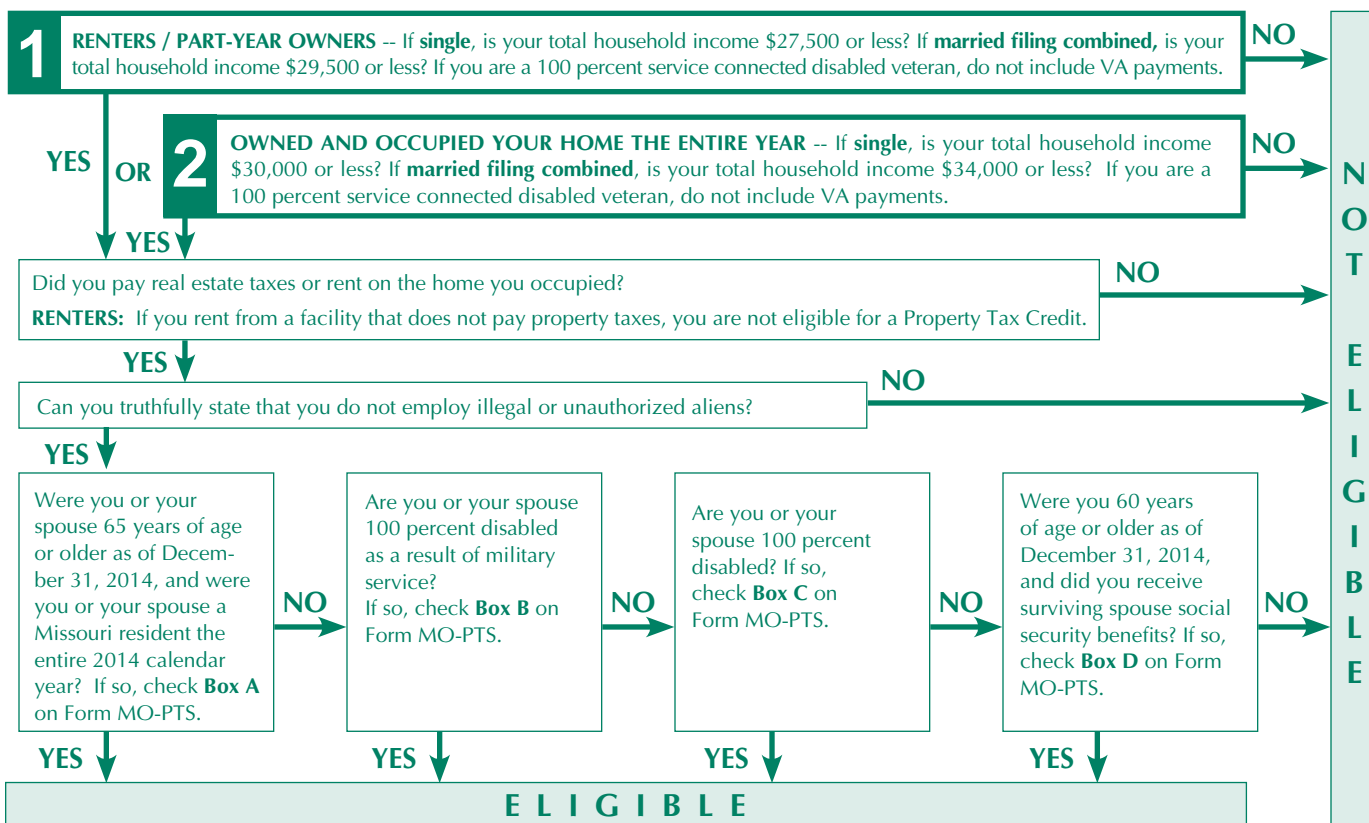 1
RENTERS / PART-YEAR OWNERS -- If single, is your total household income $27,500 or less? If married filing combined, is your
total household income $29,500 or less? If you are a 100 percent service connected disabled veteran, do not include VA payments.
NO
YES
OR
2
OWNED AND OCCUPIED YOUR HOME THE ENTIRE YEAR -- If single, is your total household income
$30,000 or less? If married filing combined, is your total household income $34,000 or less? If you are a
100 percent service connected disabled veteran, do not include VA payments.
NO
YES
Did you pay real estate taxes or rent on the home you occupied?
RENTERS: If you rent from a facility that does not pay property taxes, you are not eligible for a Property Tax Credit.
NO
YES
Can you truthfully state that you do not employ illegal or unauthorized aliens?
NO
YES
Were you or your
spouse 65 years of age
or older as of Decem-
ber 31, 2014, and were
you or your spouse a
Missouri resident the
entire 2014 calendar
year? If so, check Box A
on Form MO-PTS.
NO
Are you or your spouse
100 percent disabled
as a result of military
service?
If so, check Box B on
Form MO-PTS.
NO
Are you or your
spouse 100 percent
disabled? If so,
check Box C on
Form MO-PTS.
NO
Were you 60 years
of age or older as of
December 31, 2014,
and did you receive
surviving spouse social
security benefits? If so,
check Box D on Form
MO-PTS.
NO
YES
YES
YES
YES
ELIGIBLE
NOT ELIGIBLE